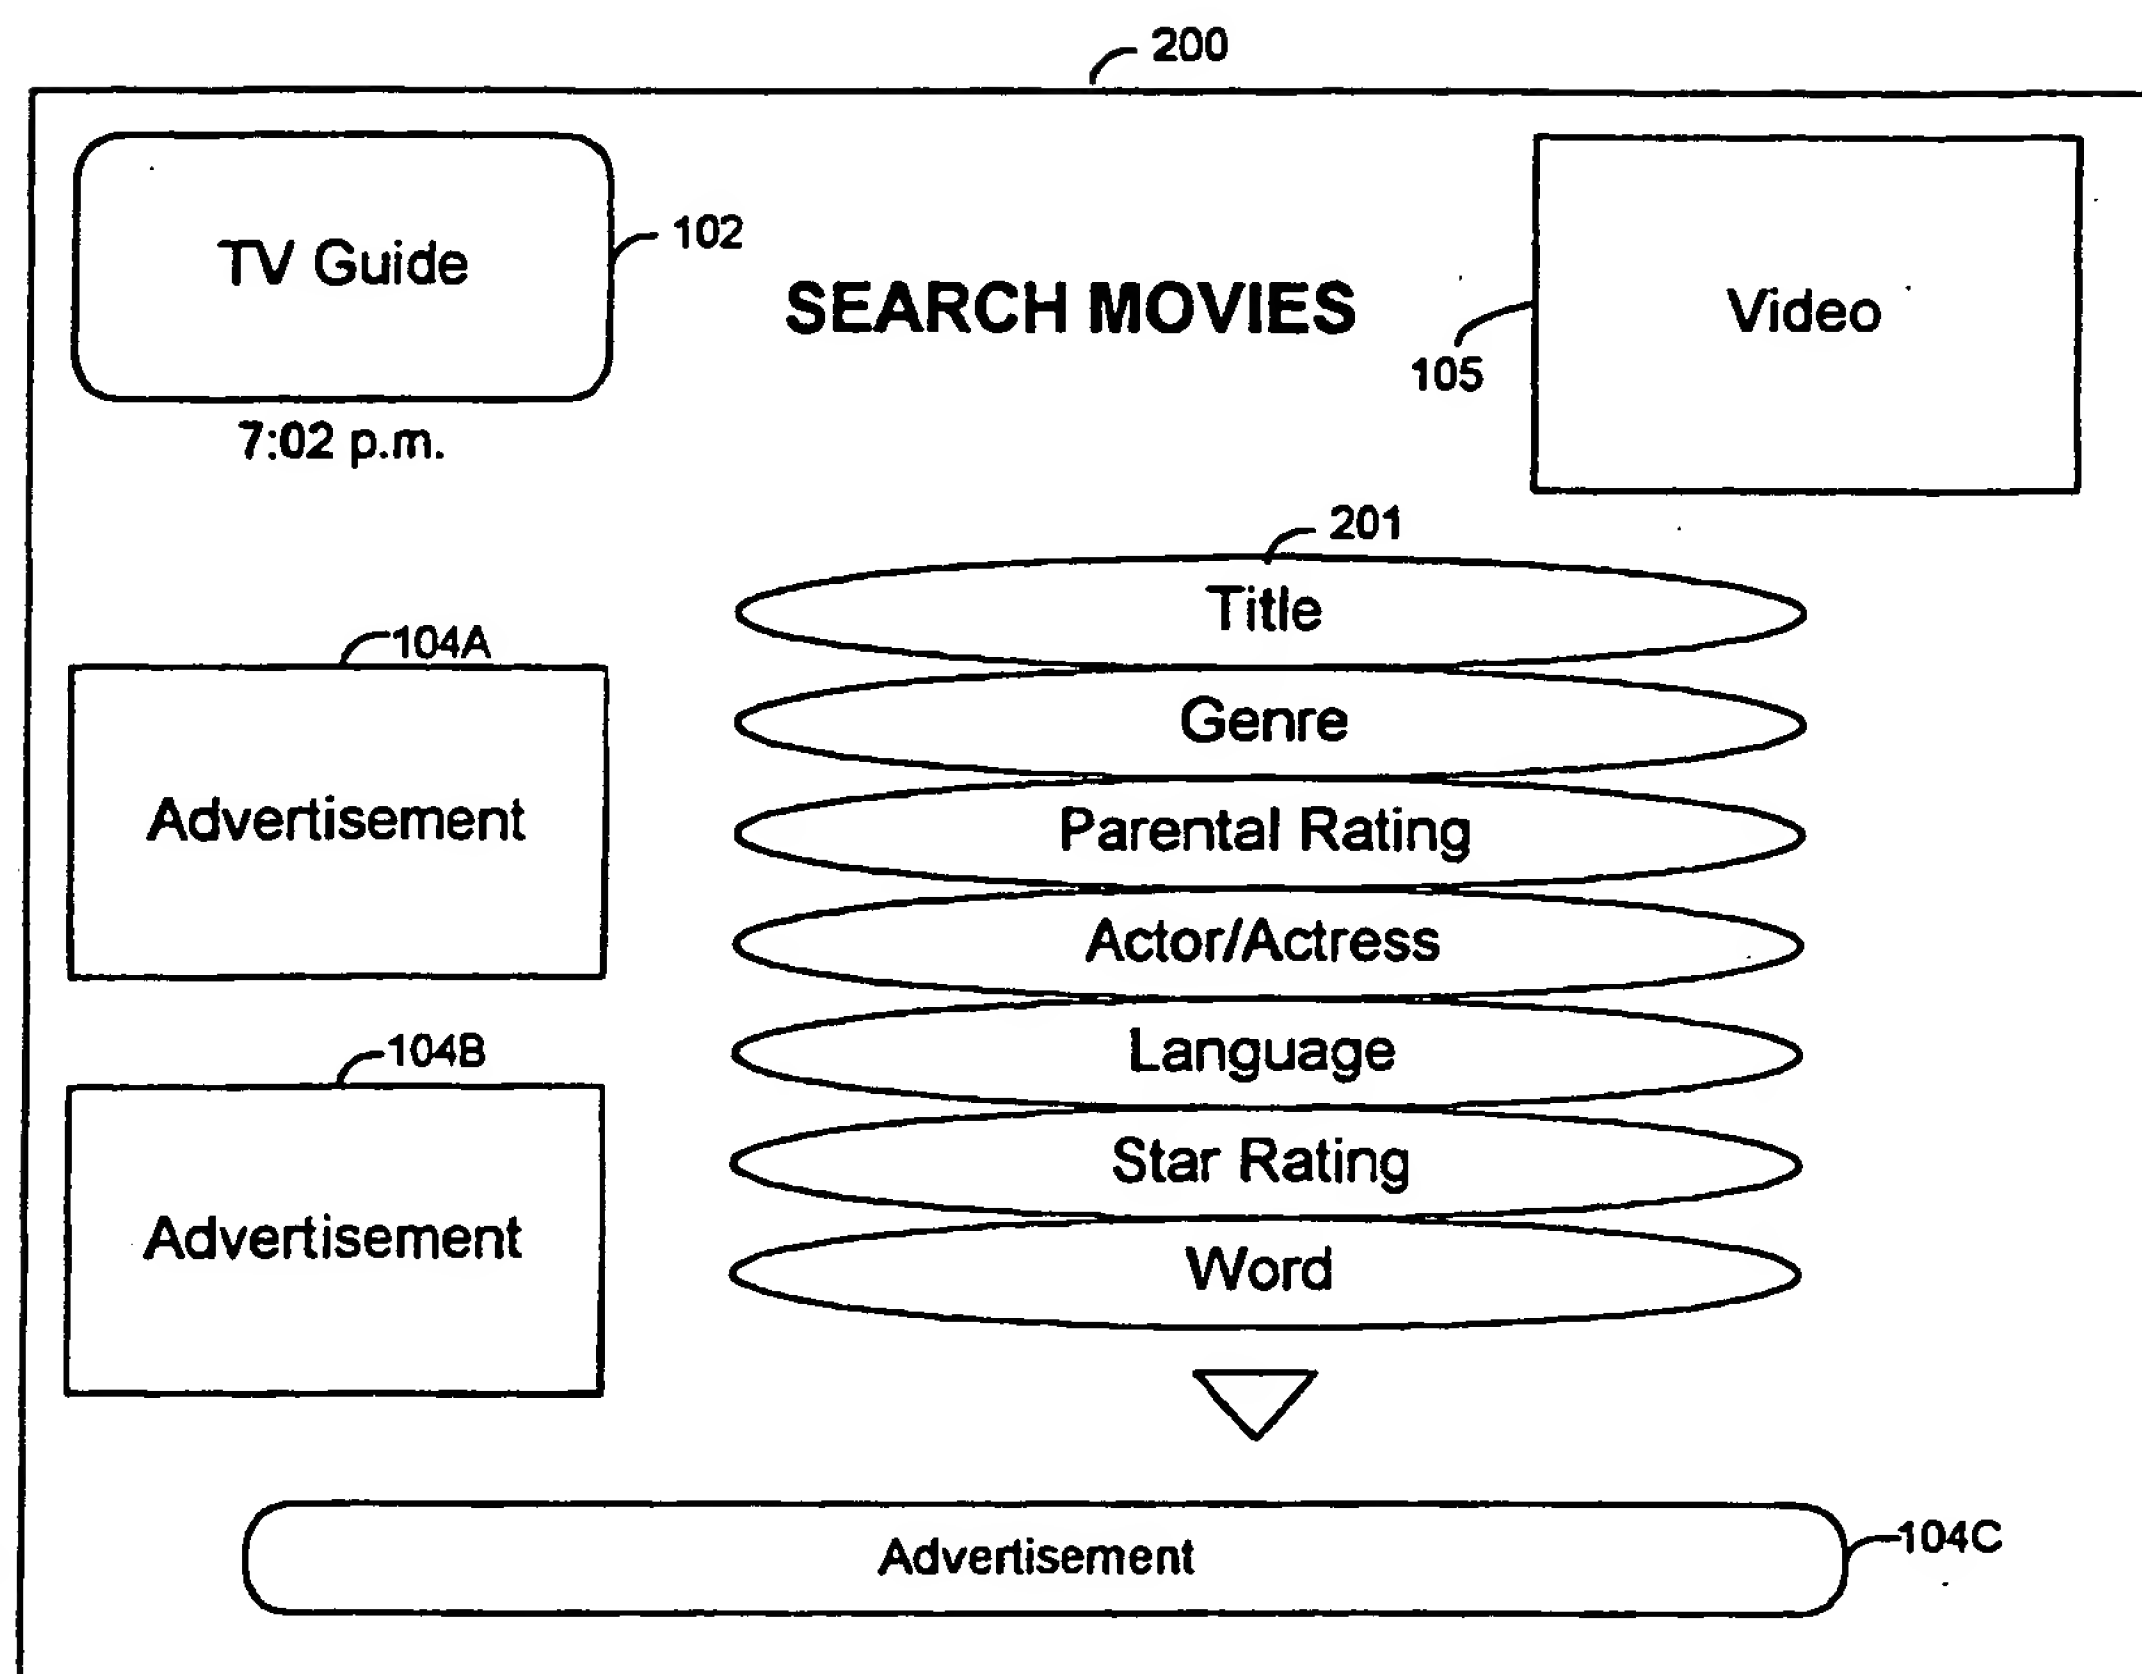 200
TV Guide
102
SEARCH MOVIES
Video
105
7:02 p.m.
201
Title
104A
Genre
Advertisement
Parental Rating
Actor/Actress
104B
Language
Advertisement
Star Rating
Word
Advertisement
104C